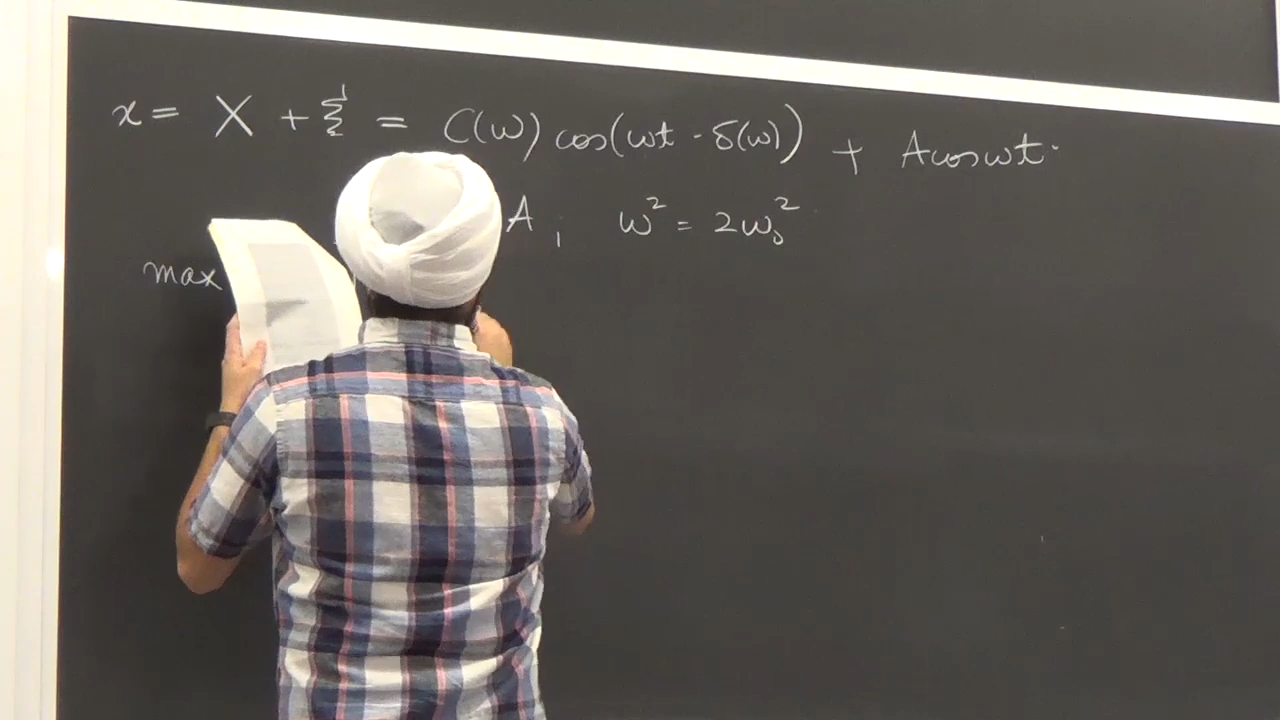 x = X + ξ = C(ω) cos(ωt - δ(ω)) + A cos ωt.
A, ω² = 2ω₀²
max